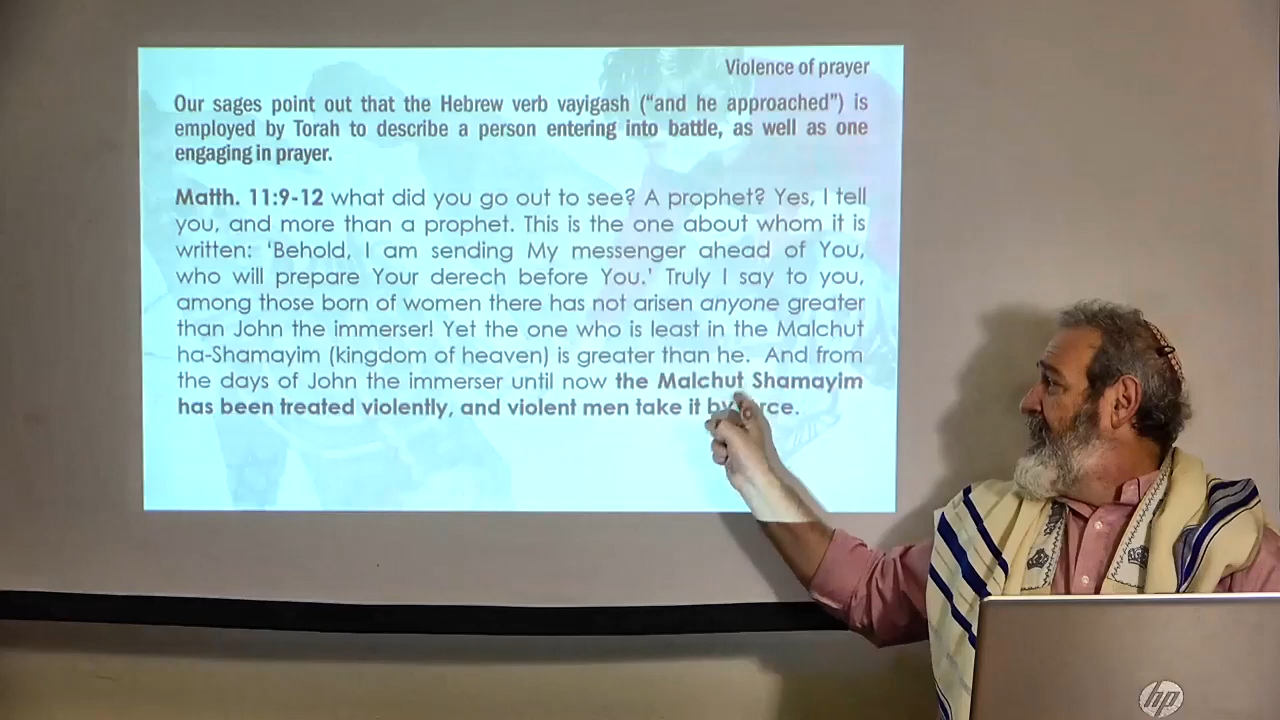 Violence of prayer
Our sages point out that the Hebrew verb vayigash (“and he approached”) is
employed by Torah to describe a person entering into battle, as well as one
engaging in prayer.
Matth. 11:9-12 what did you go out to see? A prophet? Yes, I tell
you, and more than a prophet. This is the one about whom it is
written: ‘Behold, I am sending My messenger ahead of You,
who will prepare Your derech before You.’ Truly I say to you,
among those born of women there has not arisen anyone greater
than John the immerser! Yet the one who is least in the Malchut
ha-Shamayim (kingdom of heaven) is greater than he. And from
the days of John the immerser until now the Malchut Shamayim
has been treated violently, and violent men take it by
hp